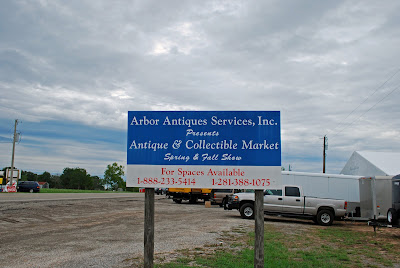 Arbor Antiques Services, Inc.
Presents
Antique & Collectible Market
Spring & Fall Show
For Spaces Available
1-888-233-5414 1-281-388-1075